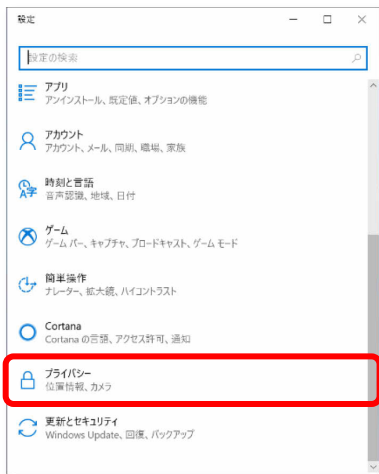 設定
設定の検索
アプリ
アンインストール、既定値、オプションの機能
アカウント
アカウント、メール、同期、職場、家族
時刻と言語
音声認識、地域、日付
ゲーム
ゲーム バー、キャプチャ、ブロードキャスト、ゲーム モード
簡単操作
ナレーター、拡大鏡、ハイコントラスト
Cortana
Cortana の言語、アクセス許可、通知
プライバシー
位置情報、カメラ
更新とセキュリティ
Windows Update、回復、バックアップ